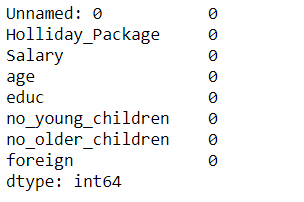 Unnamed: 0 0
Holliday_Package 0
Salary 0
age 0
educ 0
no_young_children 0
no_older_children 0
foreign 0
dtype: int64